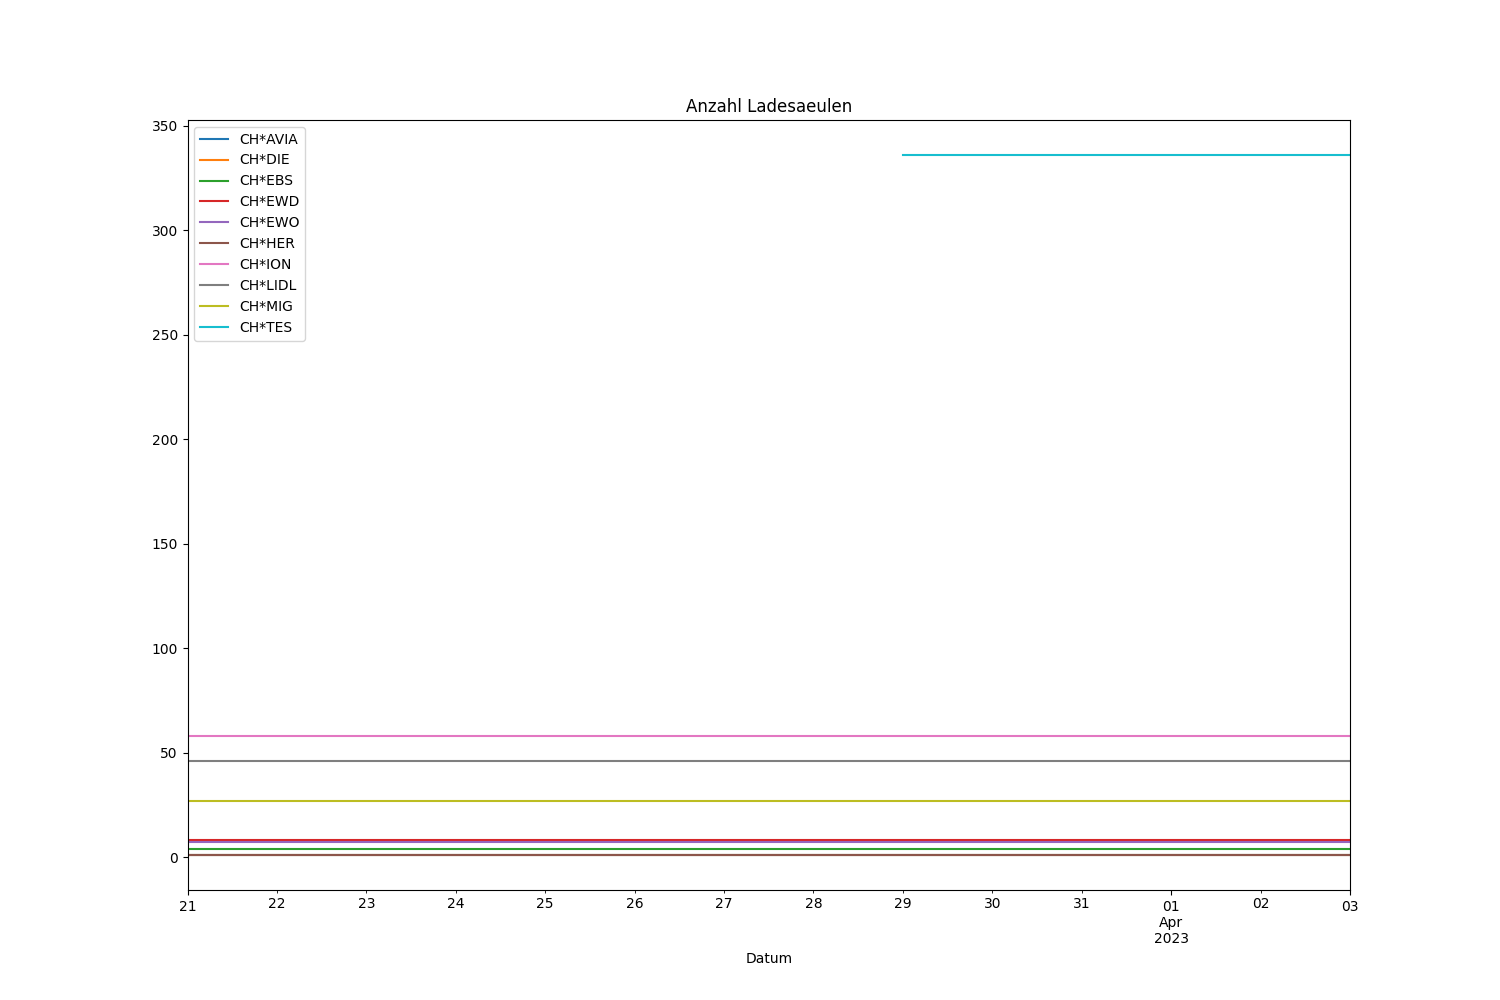 Anzahl Ladesaeulen
350
300
250
200
150
100
50
0
CH*AVIA
CH*DIE
CH*EBS
CH*EWD
CH*EWO
CH*HER
CH*ION
CH*LIDL
CH*MIG
CH*TES
21 22 23 24 25 26 27 28 29 30 31 01 02 03
Apr
2023
Datum